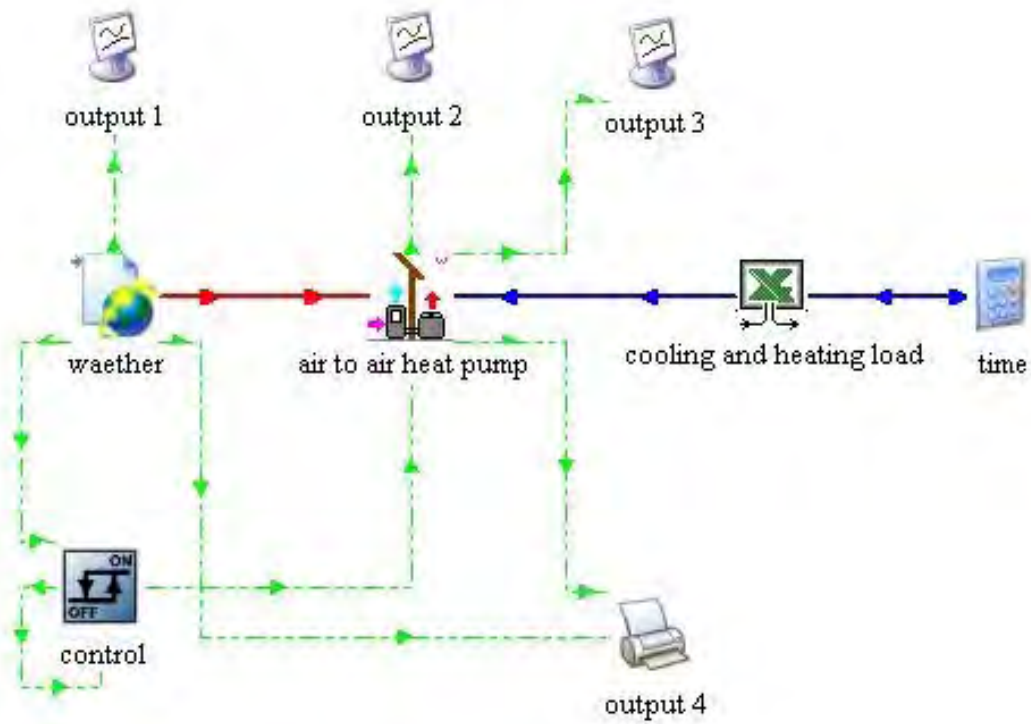 output 1
output 2
output 3
waether
air to air heat pump
cooling and heating load
time
ON
OFF
control
output 4